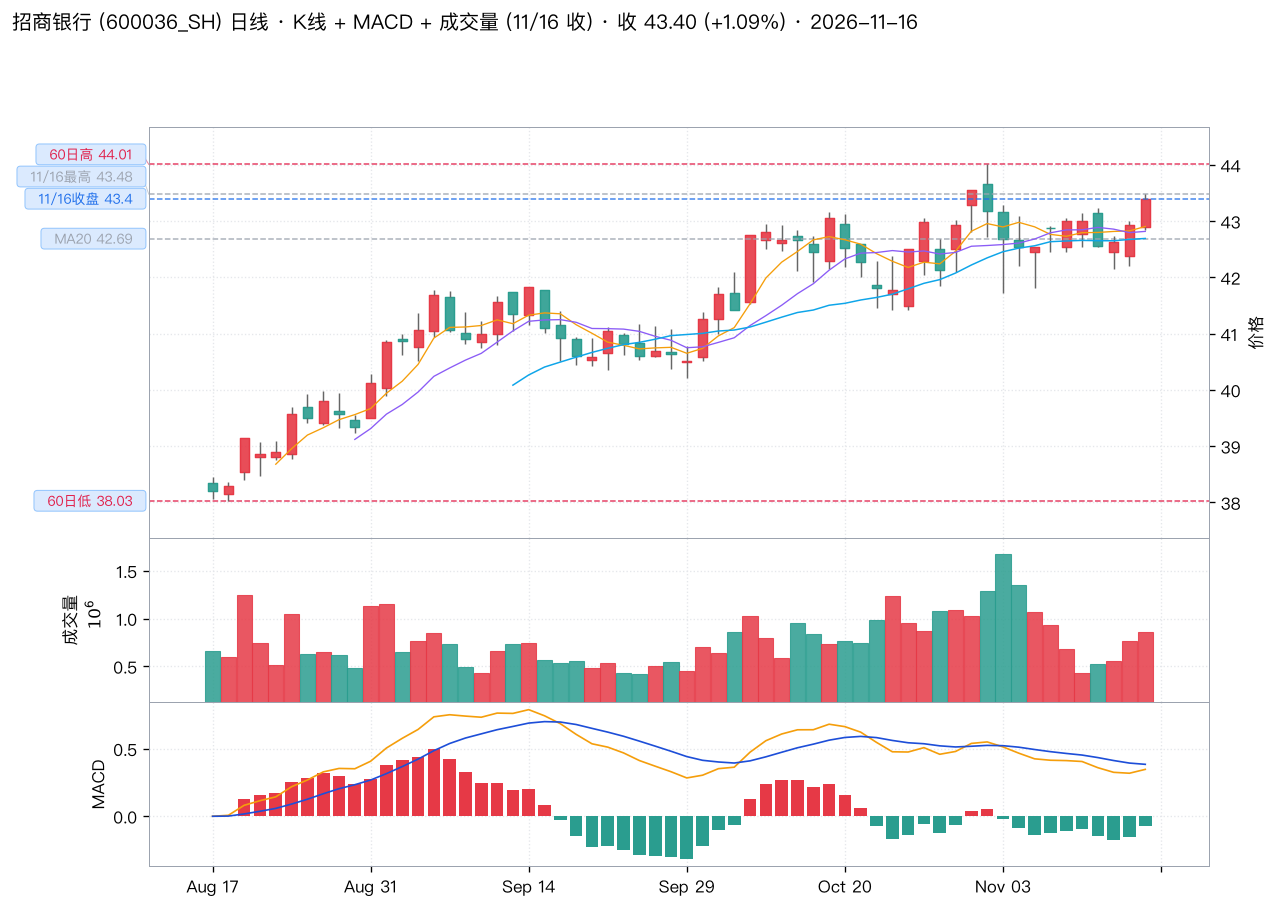 招商银行 (600036_SH) 日线 · K线 + MACD + 成交量 (11/16 收) · 收 43.40 (+1.09%) · 2026−11−16
60日高 44.01
11/16最高 43.48
11/16收盘 43.4
MA20 42.69
60日低 38.03
44
43
42
41
40
39
38
价格
1.5
1.0
0.5
成交量
10⁶
0.5
0.0
MACD
Aug 17
Aug 31
Sep 14
Sep 29
Oct 20
Nov 03